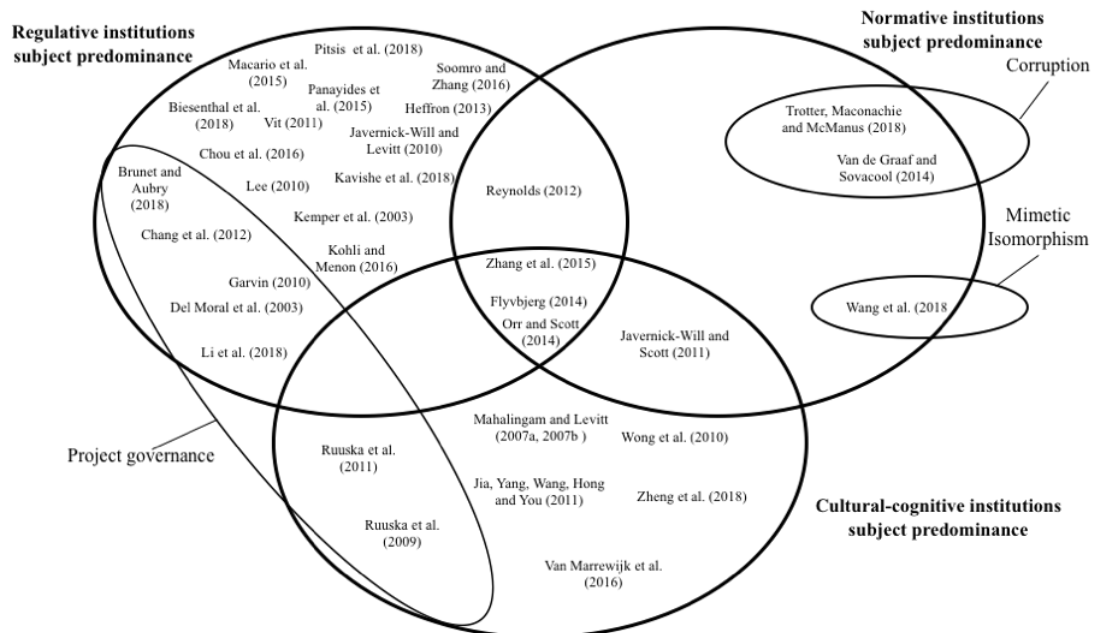 Regulative institutions
subject predominance
Normative institutions
subject predominance
Corruption
Pitsis et al. (2018)
Macario et al.
(2015)
Soomro and
Zhang (2016)
Panayides et
al. (2015)
Biesenthal et al.
(2018)
Vit (2011)
Heffron (2013)
Javernick-Will and
Levitt (2010)
Chou et al. (2016)
Brunet and
Aubry
(2018)
Lee (2010)
Kavishe et al. (2018)
Kemper et al. (2003)
Chang et al. (2012)
Kohli and
Menon (2016)
Garvin (2010)
Del Moral et al. (2003)
Li et al. (2018)
Reynolds (2012)
Zhang et al. (2015)
Flyvbjerg (2014)
Orr and Scott
(2014)
Javernick-Will and
Scott (2011)
Trotter, Maconachie
and McManus (2018)
Van de Graaf and
Sovacool (2014)
Mimetic
Isomorphism
Wang et al. (2018
Project governance
Ruuska et al.
(2011)
Ruuska et al.
(2009)
Mahalingam and Levitt
(2007a, 2007b )
Wong et al. (2010)
Jia, Yang, Wang, Hong
and You (2011)
Zheng et al. (2018)
Van Marrewijk et al.
(2016)
Cultural-cognitive institutions
subject predominance